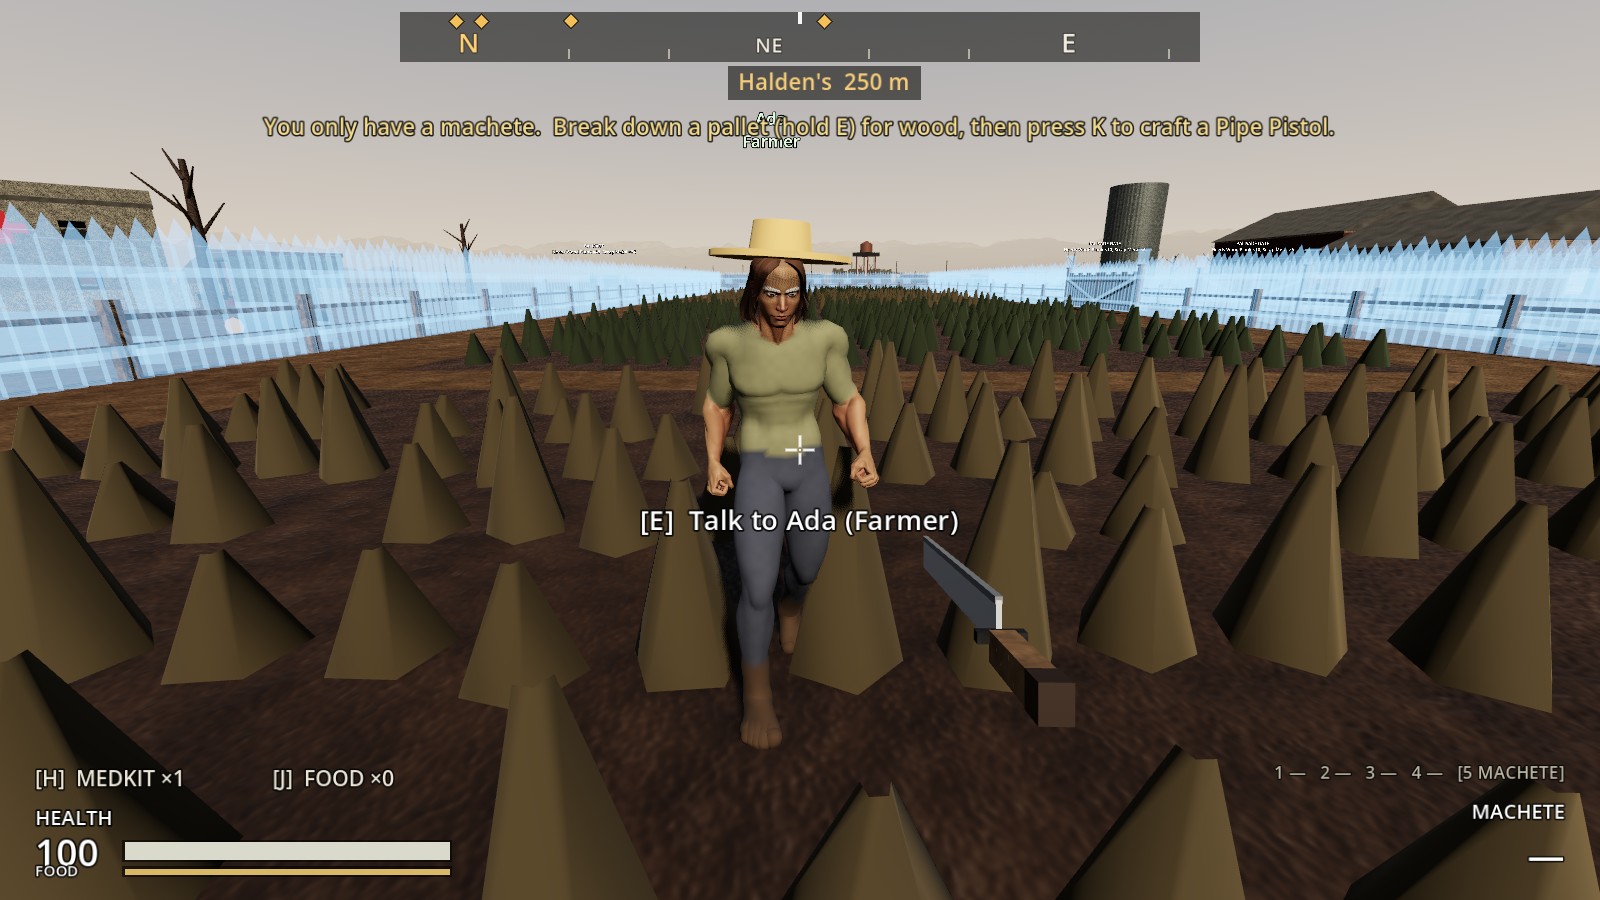 N NE E
Halden's 250 m
You only have a machete. Break down a pallet (hold E) for wood, then press K to craft a Pipe Pistol.
Farmer
[E] Talk to Ada (Farmer)
[H] MEDKIT ×1 [J] FOOD ×0
1 — 2 — 3 — 4 — [5 MACHETE]
HEALTH
MACHETE
100
FOOD